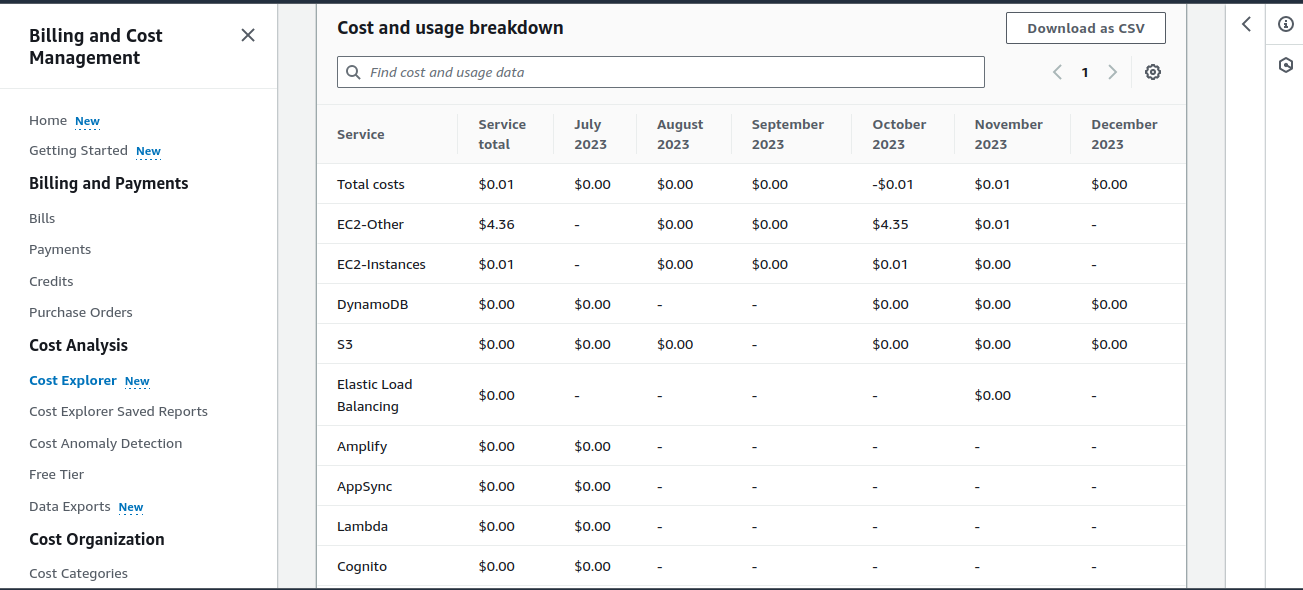 Billing and Cost
Management
Home New
Getting Started New
Billing and Payments
Bills
Payments
Credits
Purchase Orders
Cost Analysis
Cost Explorer New
Cost Explorer Saved Reports
Cost Anomaly Detection
Free Tier
Data Exports New
Cost Organization
Cost Categories
Cost and usage breakdown
Download as CSV
Find cost and usage data
1
Service Service total July 2023 August 2023 September 2023 October 2023 November 2023 December 2023
Total costs $0.01 $0.00 $0.00 $0.00 -$0.01 $0.01 $0.00
EC2-Other $4.36 - $0.00 $0.00 $4.35 $0.01 -
EC2-Instances $0.01 - $0.00 $0.00 $0.01 $0.00 -
DynamoDB $0.00 $0.00 - - $0.00 $0.00 $0.00
S3 $0.00 $0.00 $0.00 - $0.00 $0.00 $0.00
Elastic Load Balancing $0.00 - - - - $0.00 -
Amplify $0.00 $0.00 - - - - -
AppSync $0.00 $0.00 - - - - -
Lambda $0.00 $0.00 - - - - -
Cognito $0.00 $0.00 - - - - -